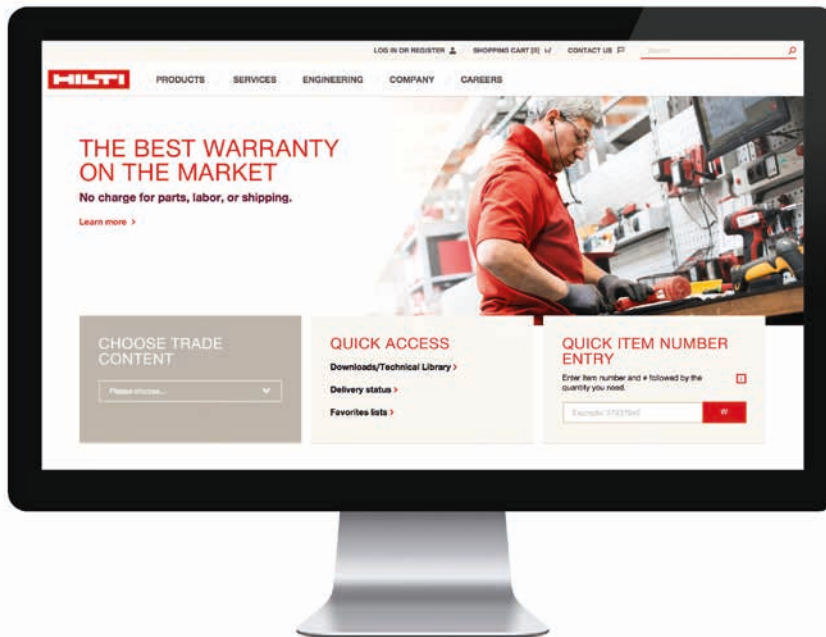 LOG IN OR REGISTER SHOPPING CART [0] CONTACT US Search
HILTI PRODUCTS SERVICES ENGINEERING COMPANY CAREERS
THE BEST WARRANTY
ON THE MARKET
No charge for parts, labor, or shipping.
Learn more >
CHOOSE TRADE
CONTENT
Please choose...
QUICK ACCESS
Downloads/Technical Library >
Delivery status >
Favorites lists >
QUICK ITEM NUMBER
ENTRY
Enter item number and # followed by the
quantity you need.
Example: